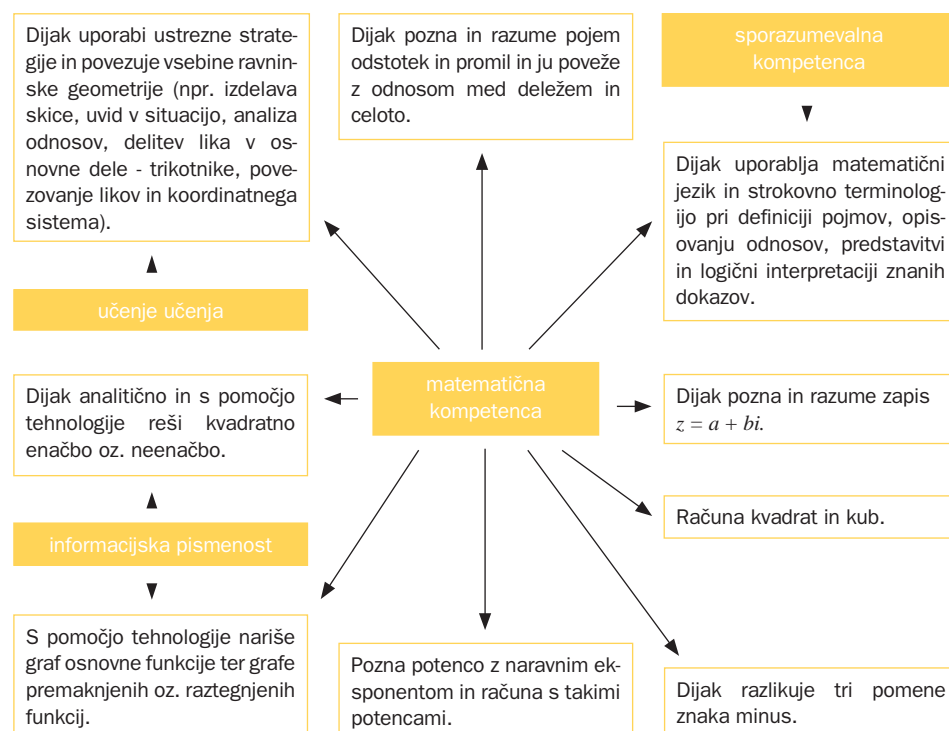 Dijak uporabi ustrezne strate-
gije in povezuje vsebine ravnin-
ske geometrije (npr. izdelava
skice, uvid v situacijo, analiza
odnosov, delitev lika v os-
novne dele - trikotnike, pove-
zovanje likov in koordinatnega
sistema).
Dijak pozna in razume pojem
odstotek in promil in ju poveže
z odnosom med deležem in
celoto.
sporazumevalna
kompetenca
Dijak uporablja matematični
jezik in strokovno terminolog-
ijo pri definiciji pojmov, opis-
ovanju odnosov, predstavitvi
in logični interpretaciji znanih
dokazov.
učenje učenja
matematična
kompetenca
Dijak analitično in s pomočjo
tehnologije reši kvadratno
enačbo oz. neenačbo.
Dijak pozna in razume zapis
z = a + bi.
Računa kvadrat in kub.
informacijska pismenost
S pomočjo tehnologije nariše
graf osnovne funkcije ter grafe
premaknjenih oz. raztegnjenih
funkcij.
Pozna potenco z naravnim ek-
sponentom in računa s takimi
potencami.
Dijak razlikuje tri pomene
znaka minus.